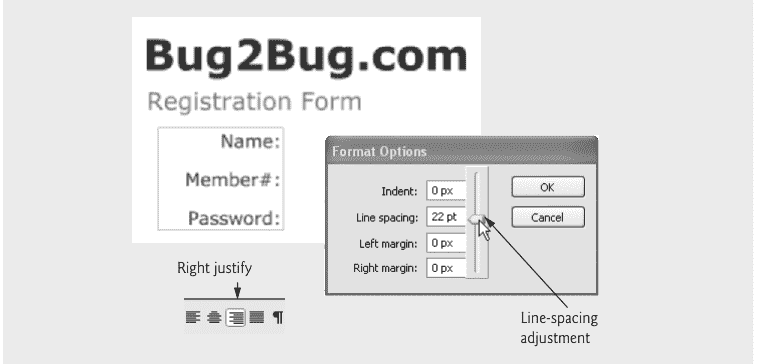 Bug2Bug.com
Registration Form
Name:
Member#:
Password:
Format Options
Indent: 0 px
OK
Line spacing: 22 pt
Cancel
Left margin: 0 px
Right margin: 0 px
Right justify
¶
Line-spacing
adjustment